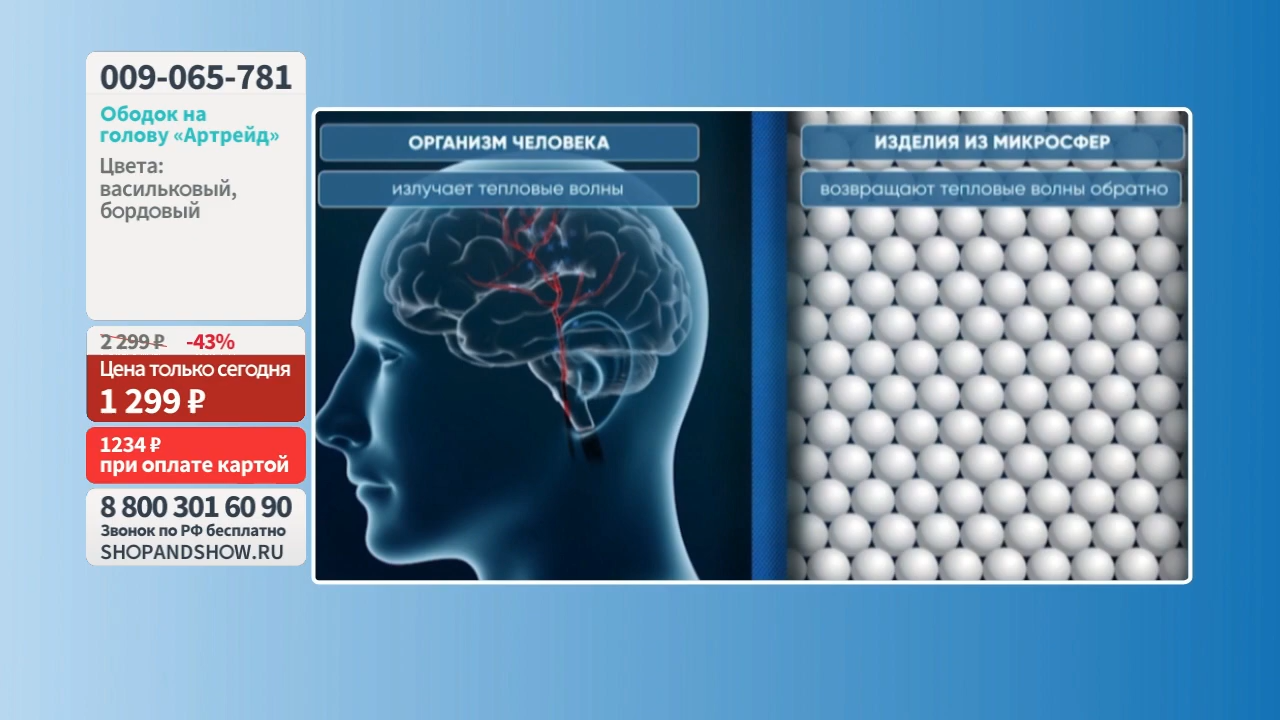 009-065-781
Ободок на
голову «Артрейд»
Цвета:
васильковый,
бордовый
2 299 ₽ -43%
Цена только сегодня
1 299 ₽
1234 ₽
при оплате картой
8 800 301 60 90
Звонок по РФ бесплатно
SHOPANDSHOW.RU
ОРГАНИЗМ ЧЕЛОВЕКА
излучает тепловые волны
ИЗДЕЛИЯ ИЗ МИКРОСФЕР
возвращают тепловые волны обратно